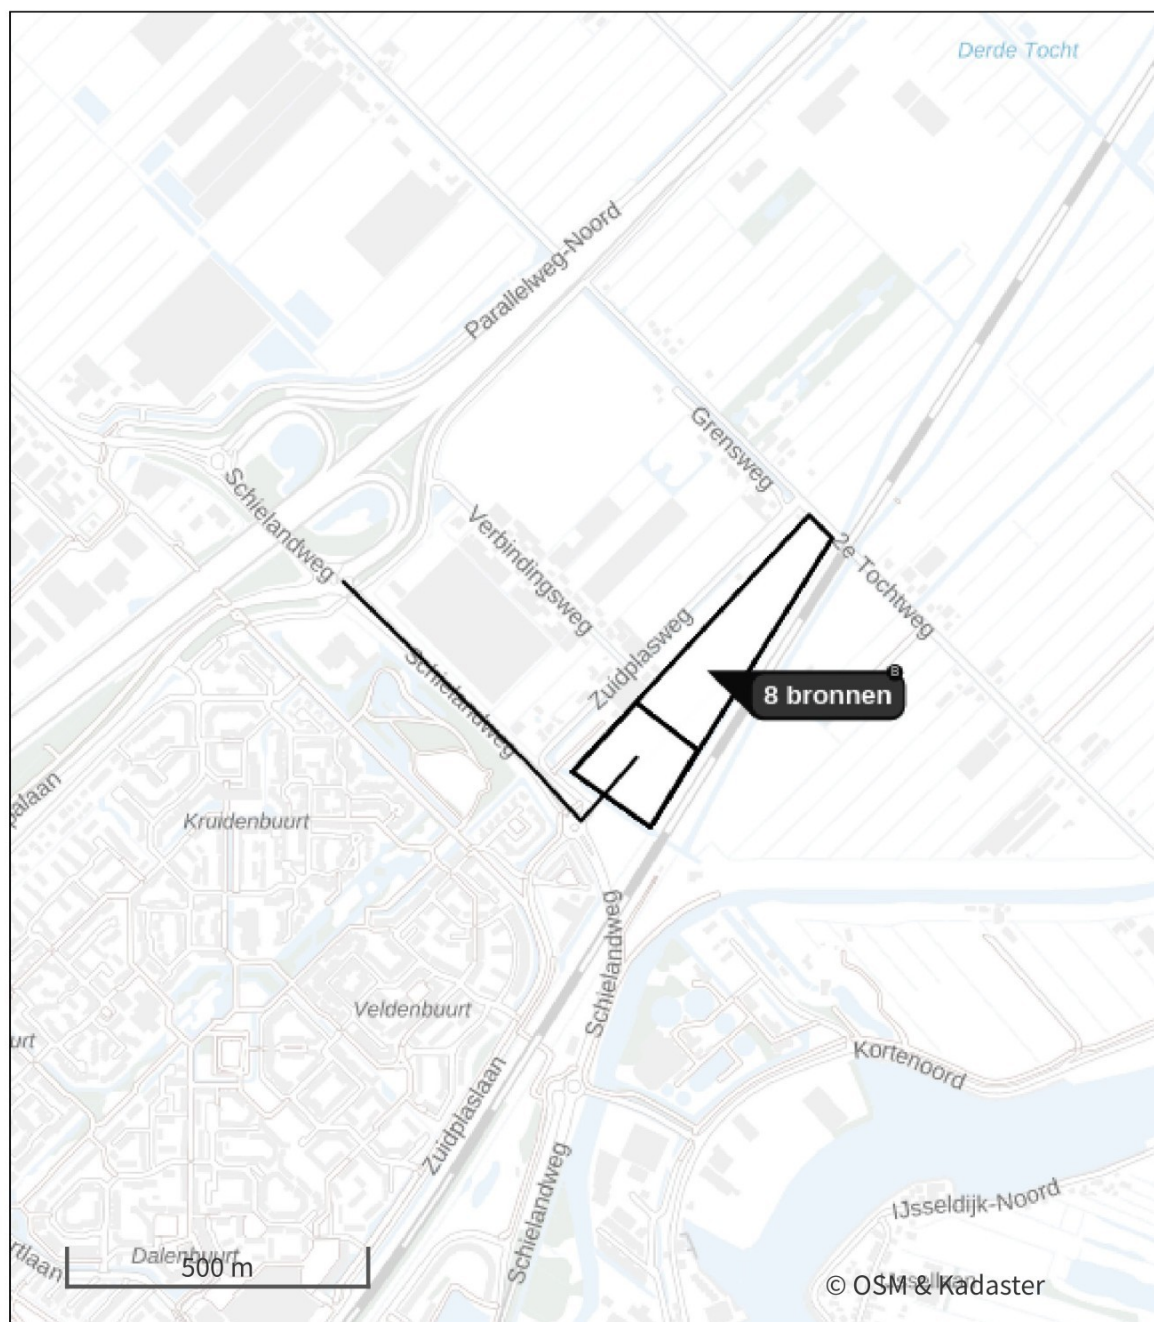 Derde Tocht
Parallelweg-Noord
Grensweg
Schielandweg
Verbindingsweg
2e Tochtweg
Zuidplasweg
Schielandweg
B
8 bronnen
palaan
Kruidenbuurt
Schielandweg
Veldenbuurt
urt
Kortenoord
Zuidplaslaan
Schielandweg
IJsseldijk-Noord
rtlaan
Dalenbuurt
500 m
© OSM & Kadaster